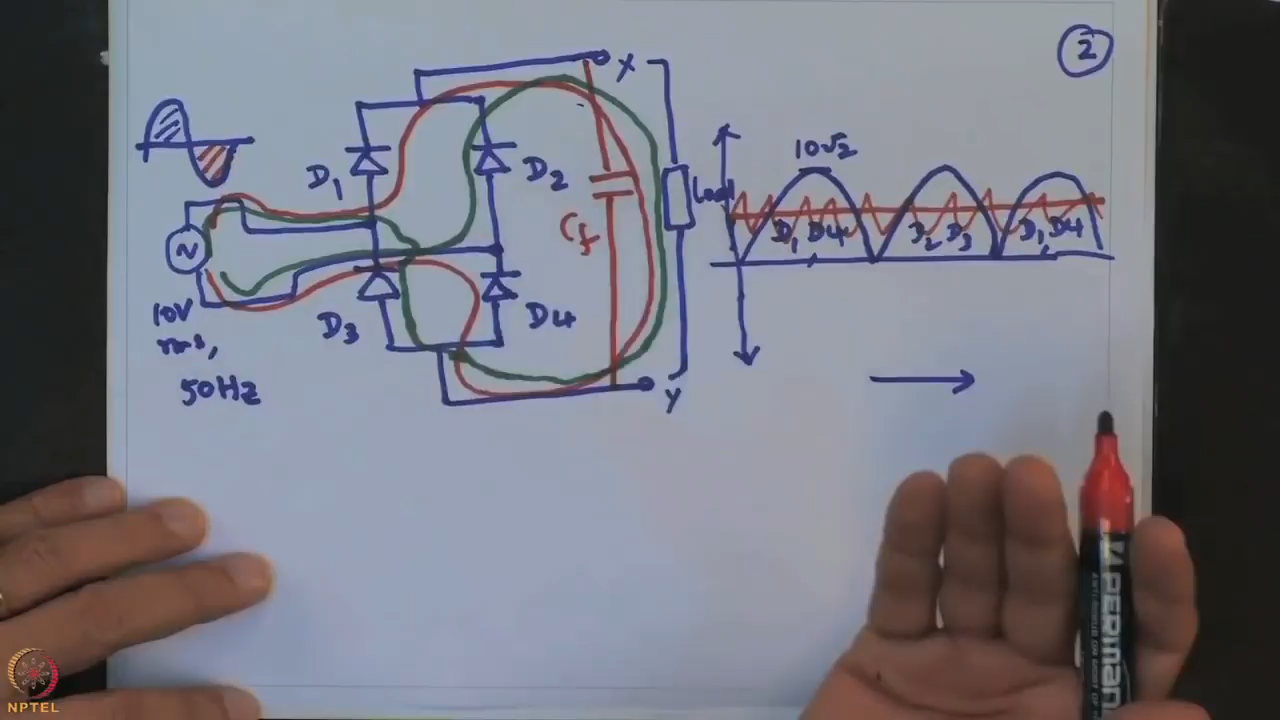 2
X
10√2
D1
D2
Load
Cf
D1 D4
D2 D3
D1 D4
~
10V
rms,
50Hz
D3
D4
Y
PERMAN
NPTEL